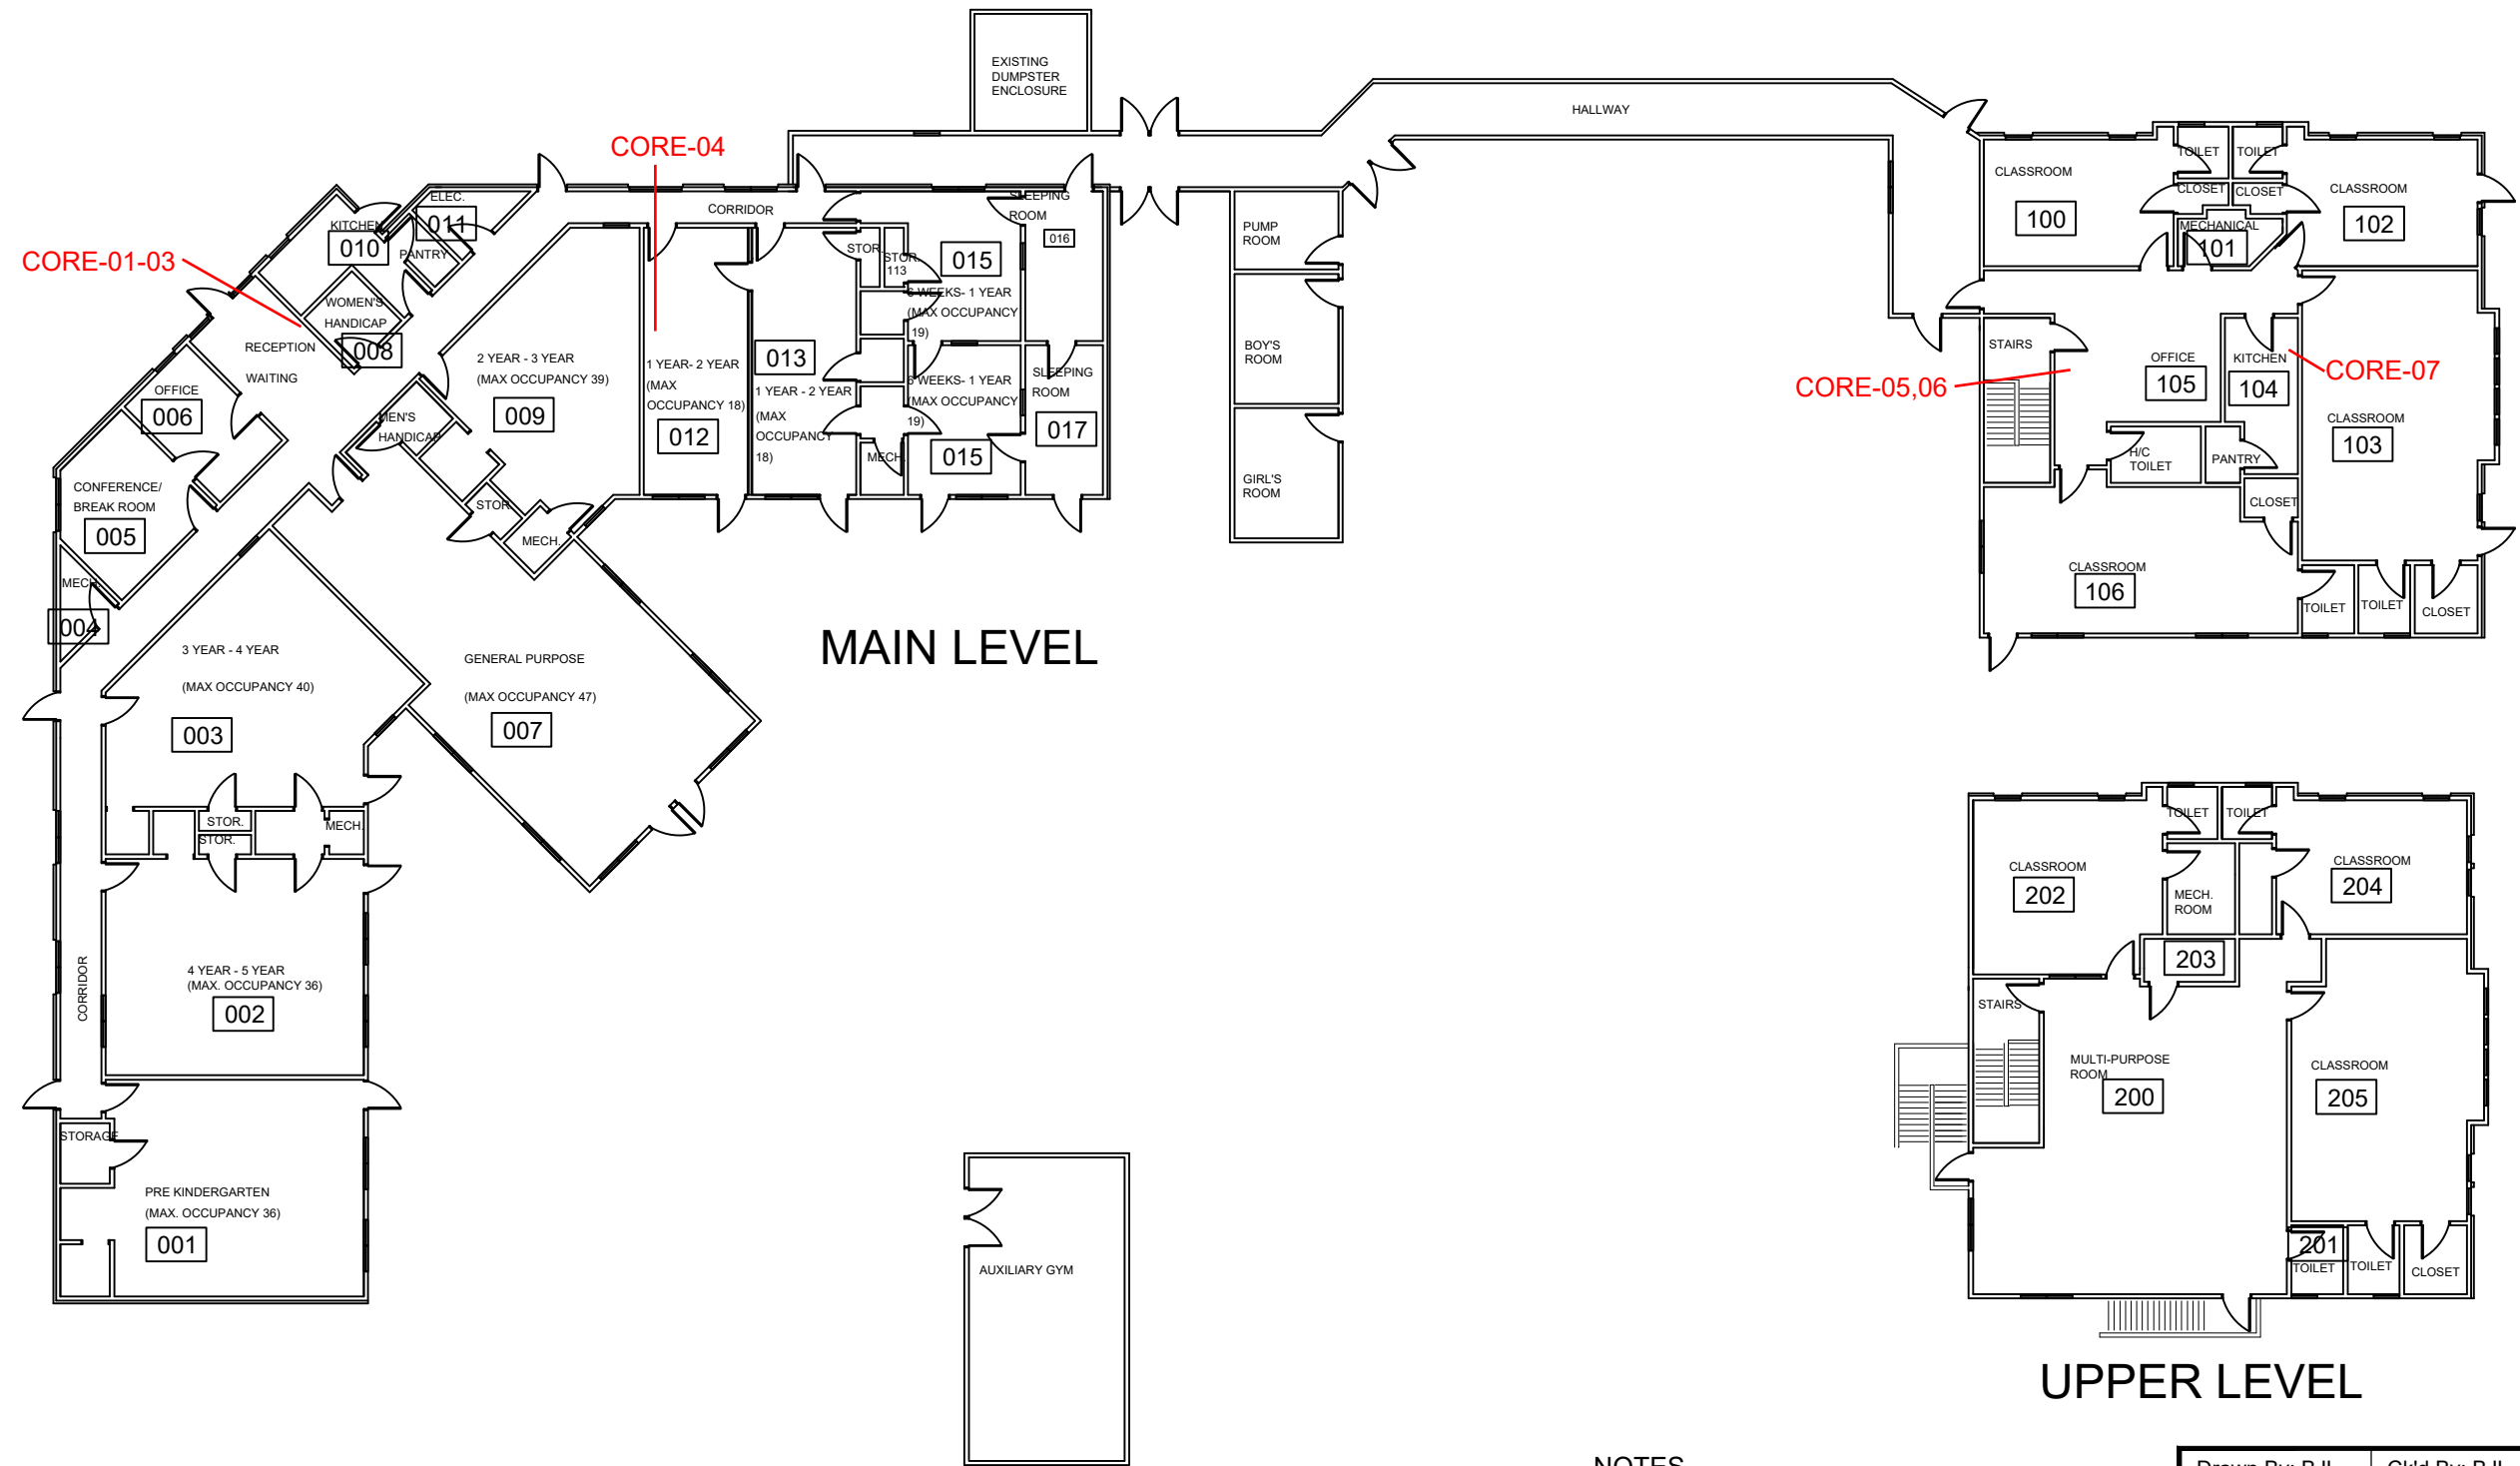 EXISTING
DUMPSTER
ENCLOSURE
HALLWAY
CORE-04
CORE-01-03
ELEC.
011
KITCHEN
010
PANTRY
WOMEN'S
HANDICAP
008
RECEPTION
WAITING
OFFICE
006
MEN'S
HANDICAP
CONFERENCE/
BREAK ROOM
005
MECH.
004
CORRIDOR
2 YEAR - 3 YEAR
(MAX OCCUPANCY 39)
009
STOR.
MECH.
1 YEAR- 2 YEAR
(MAX
OCCUPANCY 18)
012
013
1 YEAR - 2 YEAR
(MAX
OCCUPANCY
18)
STOR.
STOR.
113
015
6 WEEKS- 1 YEAR
(MAX OCCUPANCY
19)
6 WEEKS- 1 YEAR
(MAX OCCUPANCY
19)
015
MECH.
SLEEPING
ROOM
016
SLEEPING
ROOM
017
PUMP
ROOM
BOY'S
ROOM
GIRL'S
ROOM
3 YEAR - 4 YEAR
(MAX OCCUPANCY 40)
003
GENERAL PURPOSE
(MAX OCCUPANCY 47)
007
STOR.
STOR.
MECH.
CORRIDOR
4 YEAR - 5 YEAR
(MAX. OCCUPANCY 36)
002
STORAGE
PRE KINDERGARTEN
(MAX. OCCUPANCY 36)
001
MAIN LEVEL
AUXILIARY GYM
CLASSROOM
100
TOILET
TOILET
CLOSET
CLOSET
MECHANICAL
101
CLASSROOM
102
STAIRS
OFFICE
105
KITCHEN
104
CORE-07
CORE-05,06
CLASSROOM
103
H/C
TOILET
PANTRY
CLOSET
CLASSROOM
106
TOILET
TOILET
CLOSET
TOILET
TOILET
CLASSROOM
202
MECH.
ROOM
CLASSROOM
204
203
STAIRS
MULTI-PURPOSE
ROOM
200
CLASSROOM
205
201
TOILET
TOILET
CLOSET
UPPER LEVEL